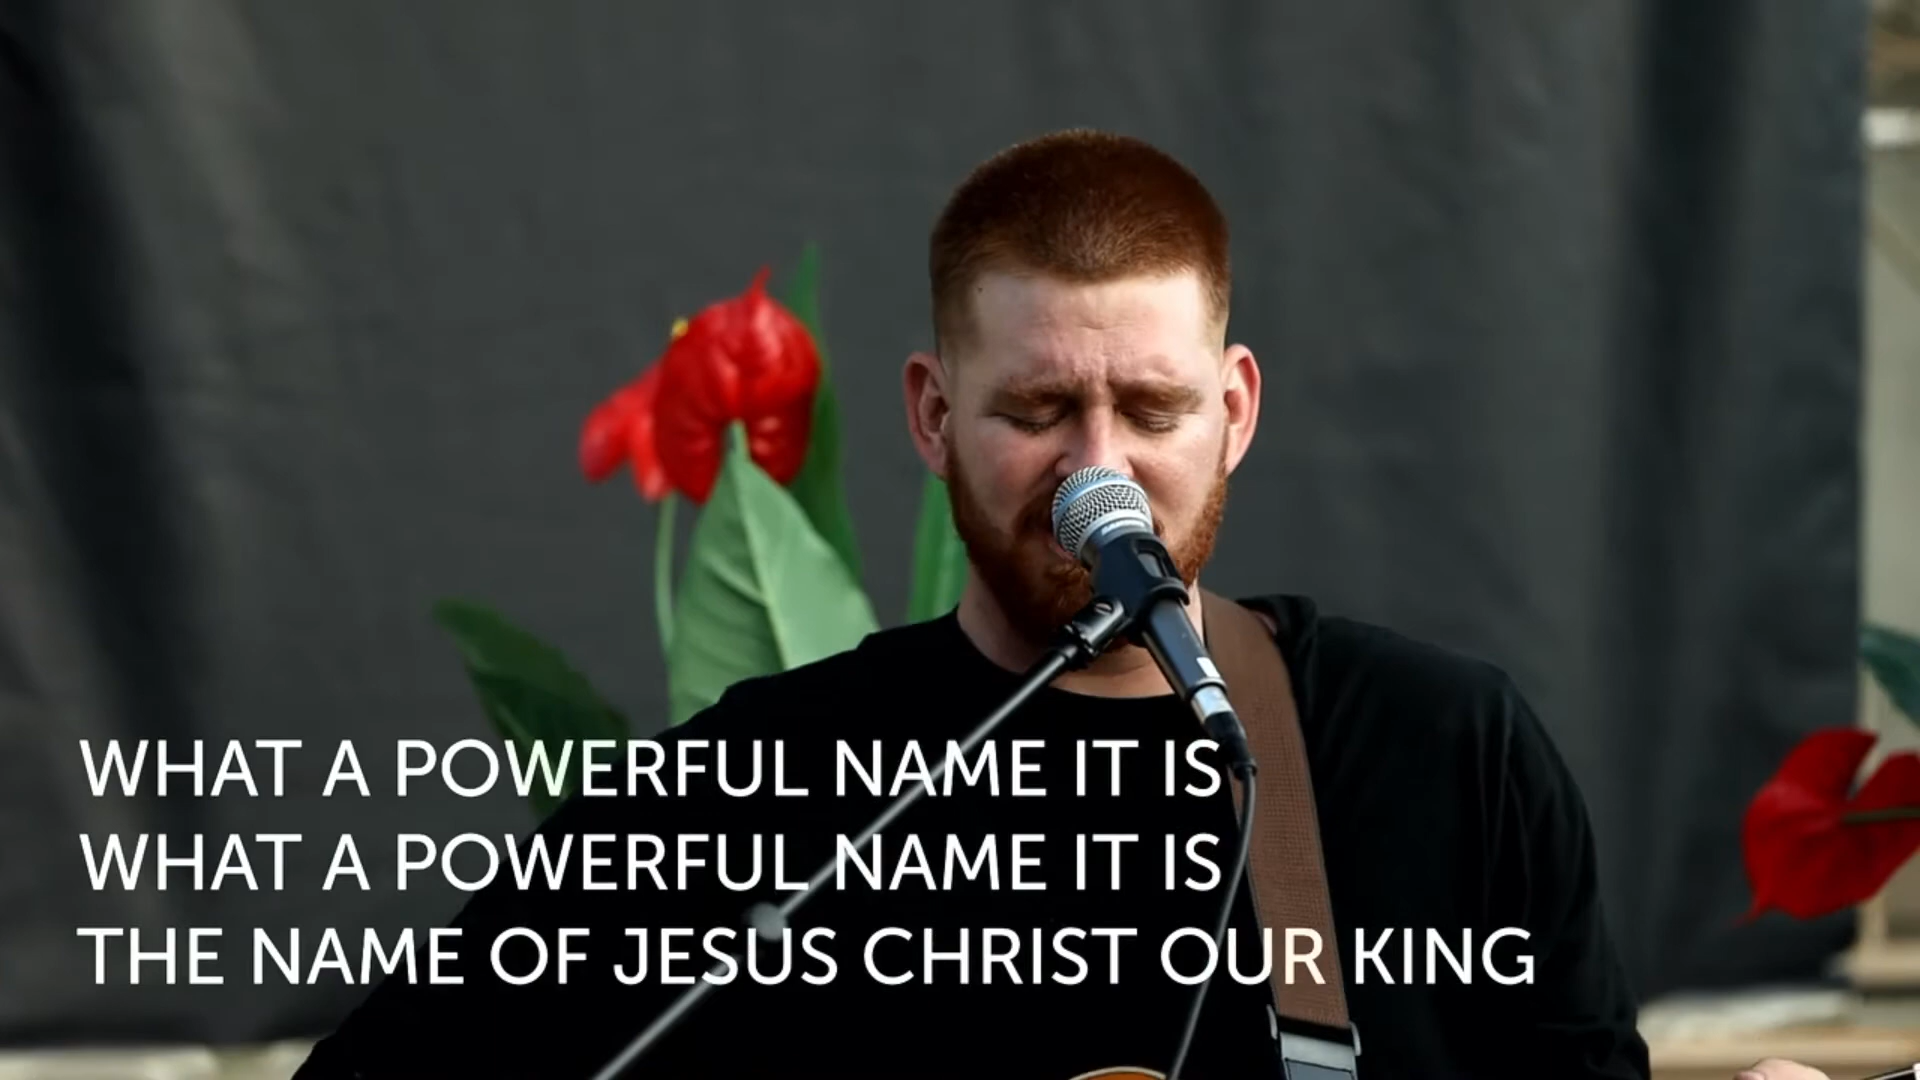 WHAT A POWERFUL NAME IT IS
WHAT A POWERFUL NAME IT IS
THE NAME OF JESUS CHRIST OUR KING